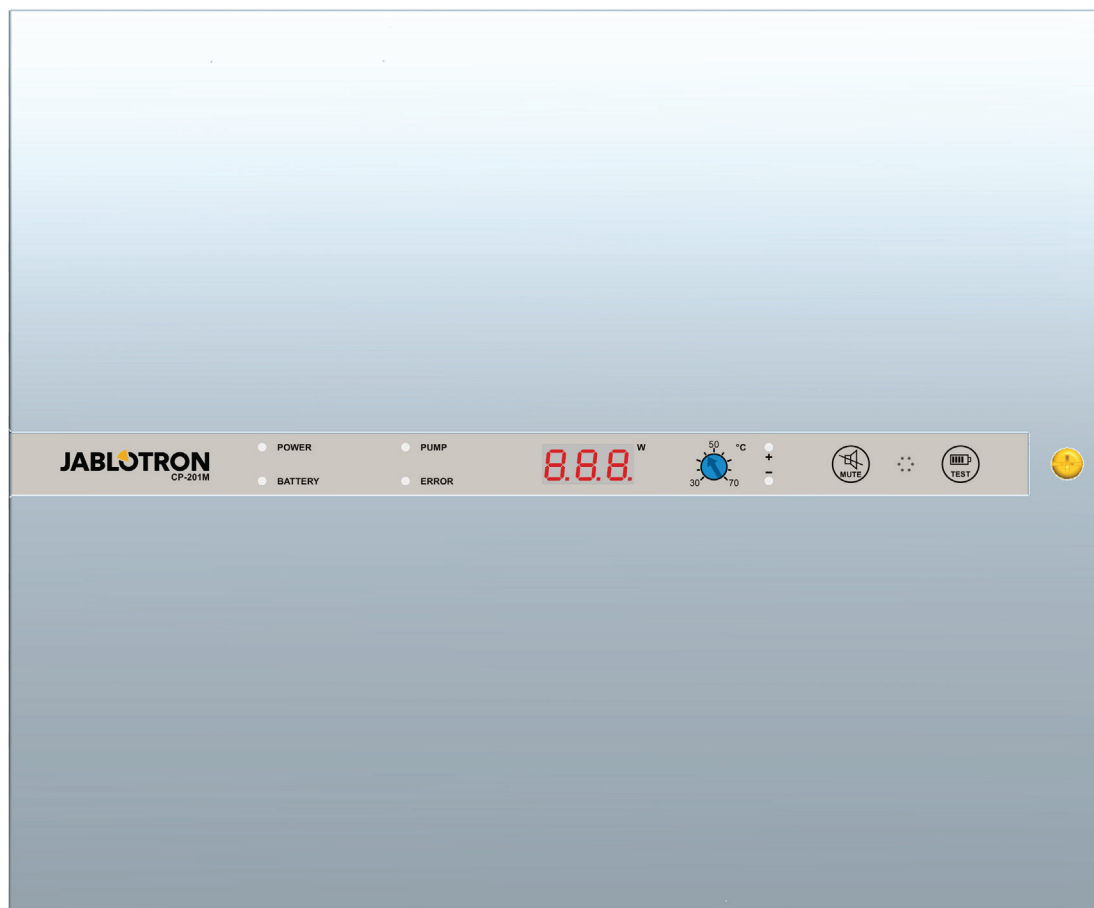 JABLOTRON
CP-201M
POWER
BATTERY
PUMP
ERROR
8.8.8.
W
50
°C
30
70
+
−
MUTE
TEST